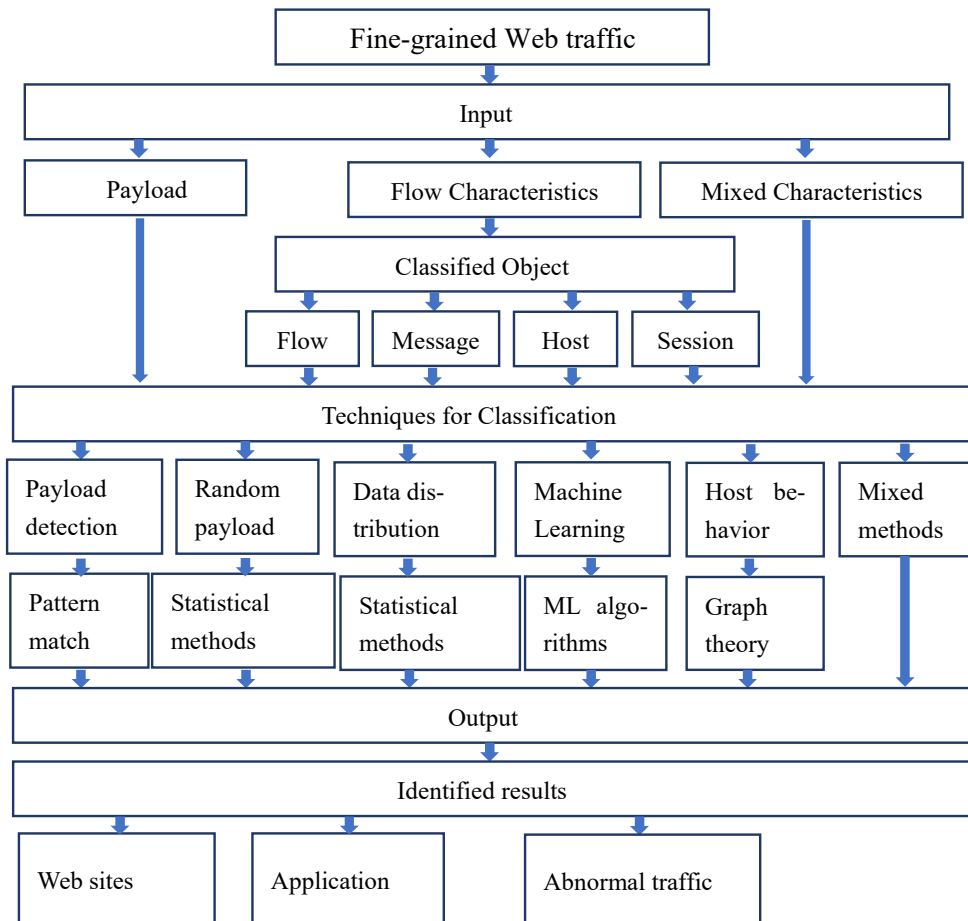 Fine-grained Web traffic
Input
Payload
Flow Characteristics
Mixed Characteristics
Classified Object
Flow
Message
Host
Session
Techniques for Classification
Payload
detection
Random
payload
Data dis-
tribution
Machine
Learning
Host be-
havior
Mixed
methods
Pattern
match
Statistical
methods
Statistical
methods
ML algo-
rithms
Graph
theory
Output
Identified results
Web sites
Application
Abnormal traffic